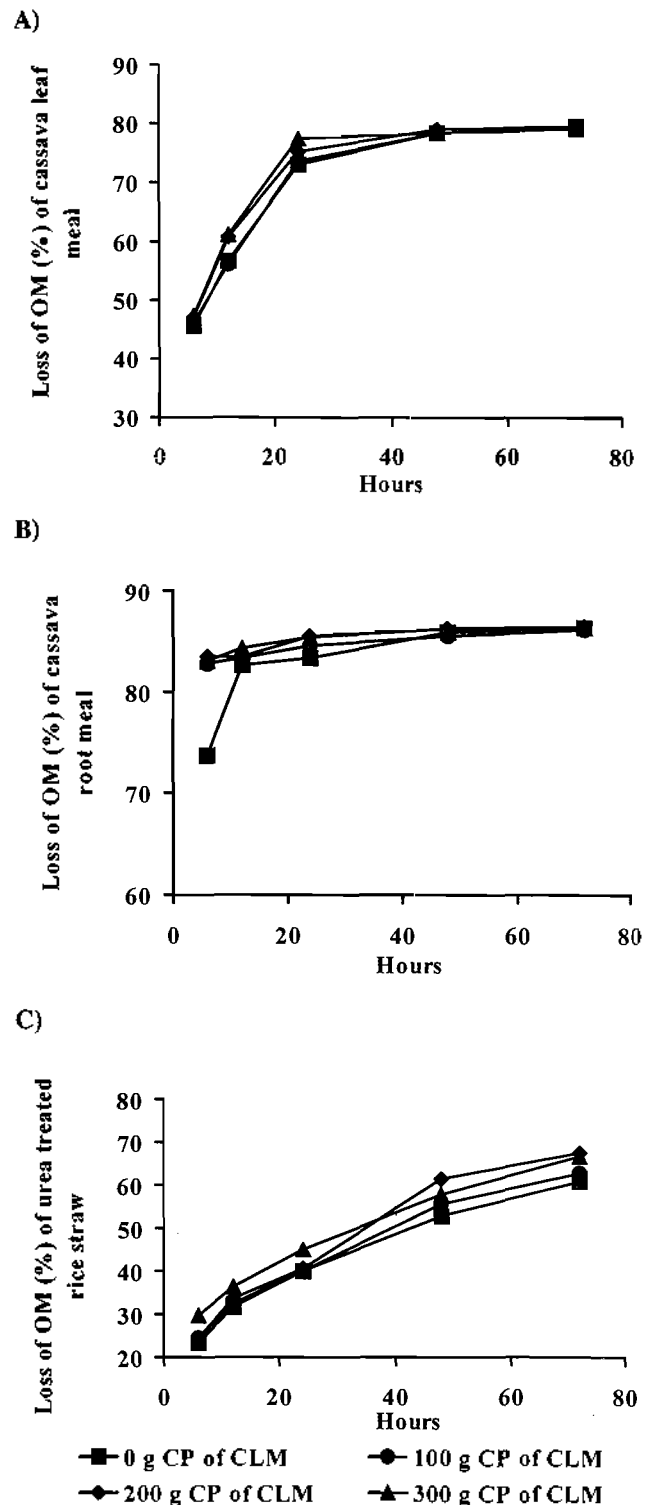 A)
Loss of OM (%) of cassava leaf
meal
90
80
70
60
50
40
30
0 20 40 60 80
Hours
B)
Loss of OM (%) of cassava
root meal
90
80
70
60
0 20 40 60 80
Hours
C)
Loss of OM (%) of urea treated
rice straw
80
70
60
50
40
30
20
0 20 40 60 80
Hours
0 g CP of CLM 100 g CP of CLM
200 g CP of CLM 300 g CP of CLM